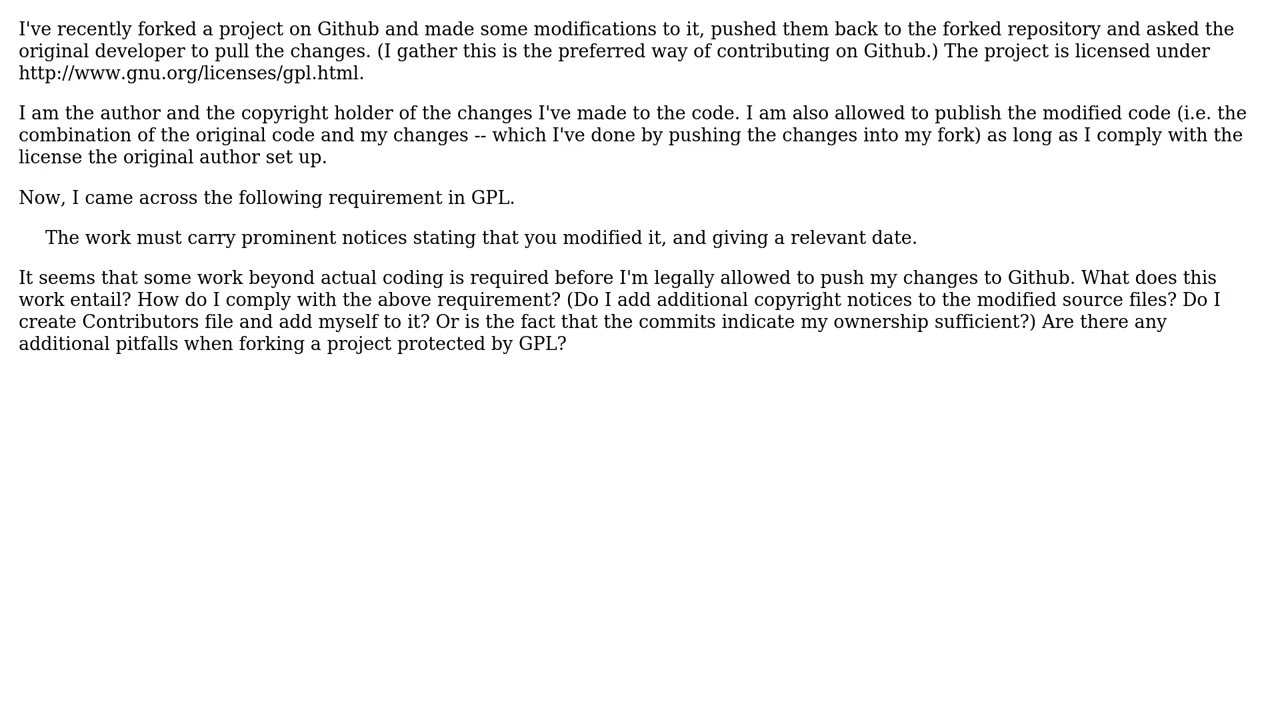 I've recently forked a project on Github and made some modifications to it, pushed them back to the forked repository and asked the
original developer to pull the changes. (I gather this is the preferred way of contributing on Github.) The project is licensed under
http://www.gnu.org/licenses/gpl.html.
I am the author and the copyright holder of the changes I've made to the code. I am also allowed to publish the modified code (i.e. the
combination of the original code and my changes -- which I've done by pushing the changes into my fork) as long as I comply with the
license the original author set up.
Now, I came across the following requirement in GPL.
The work must carry prominent notices stating that you modified it, and giving a relevant date.
It seems that some work beyond actual coding is required before I'm legally allowed to push my changes to Github. What does this
work entail? How do I comply with the above requirement? (Do I add additional copyright notices to the modified source files? Do I
create Contributors file and add myself to it? Or is the fact that the commits indicate my ownership sufficient?) Are there any
additional pitfalls when forking a project protected by GPL?